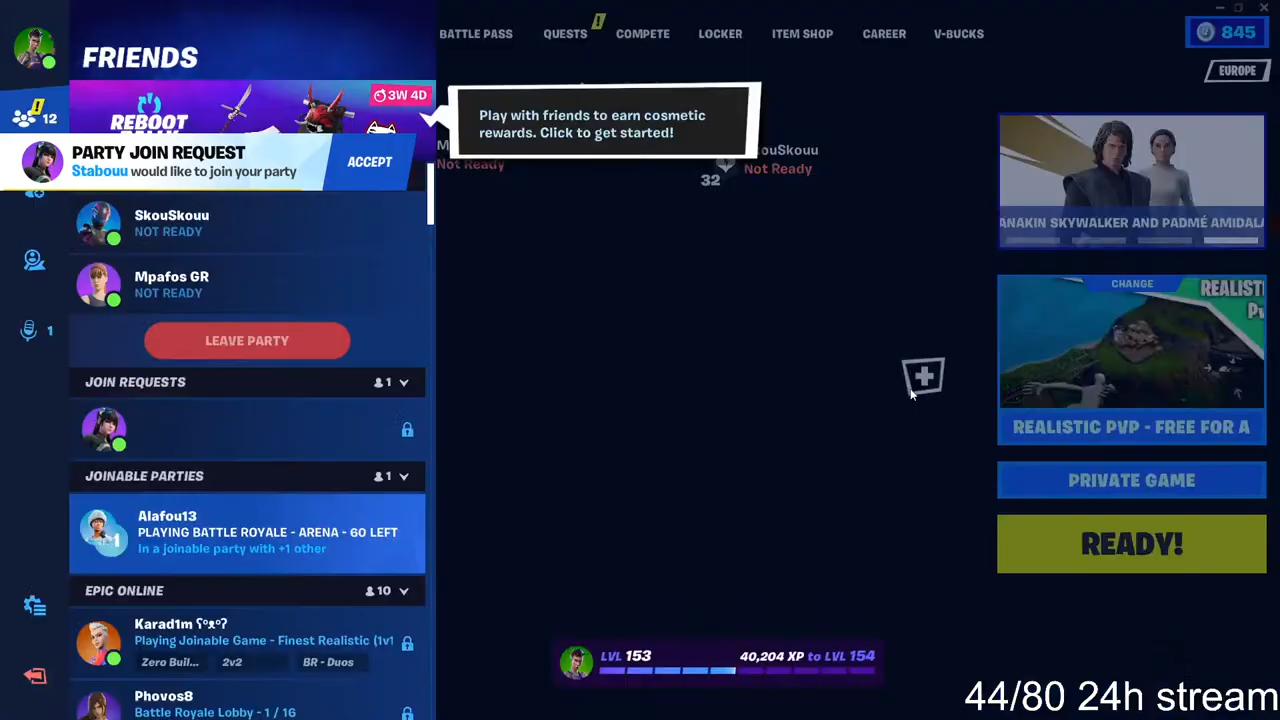 FRIENDS
BATTLE PASS
QUESTS
COMPETE
LOCKER
ITEM SHOP
CAREER
V-BUCKS
845
EUROPE
12
REBOOT
3W 4D
Play with friends to earn cosmetic
rewards. Click to get started!
PARTY JOIN REQUEST
Stabouu would like to join your party
ACCEPT
Not Ready
Not Ready
32
SkouSkouu
NOT READY
Mpafos GR
NOT READY
1
LEAVE PARTY
JOIN REQUESTS
1
JOINABLE PARTIES
1
Alafou13
PLAYING BATTLE ROYALE - ARENA - 60 LEFT
In a joinable party with +1 other
+1
EPIC ONLINE
10
Karad1m ʕºᴥº?
Playing Joinable Game - Finest Realistic (1v1
Zero Buil...
2v2
BR - Duos
Phovos8
Battle Royale Lobby - 1 / 16
ANAKIN SKYWALKER AND PADMÉ AMIDAL
CHANGE
REALIST
REALISTIC PVP - FREE FOR A
PRIVATE GAME
READY!
LVL 153
40,204 XP to LVL 154
44/80 24h stream